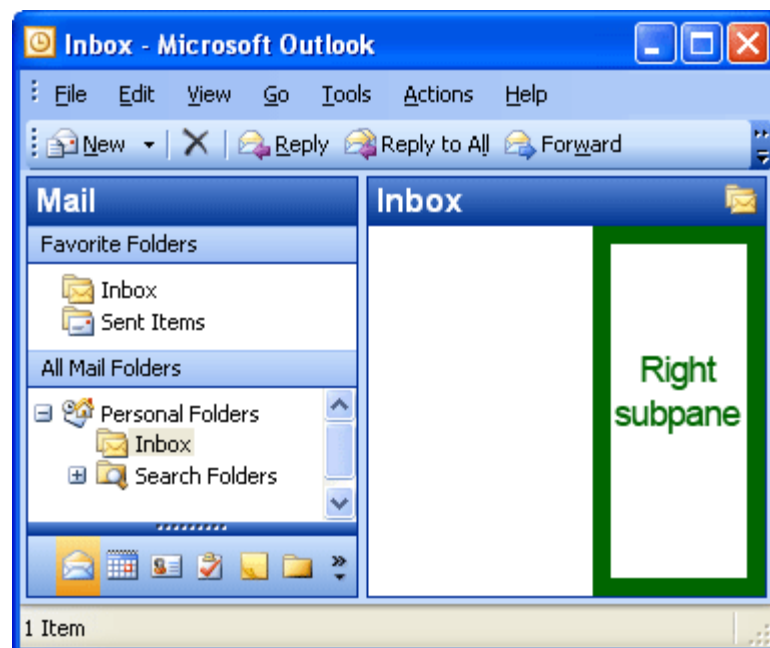 Inbox - Microsoft Outlook
File Edit View Go Tools Actions Help
New Reply Reply to All Forward
Mail
Inbox
Favorite Folders
Inbox
Sent Items
All Mail Folders
Personal Folders
Inbox
Search Folders
Right
subpane
1 Item